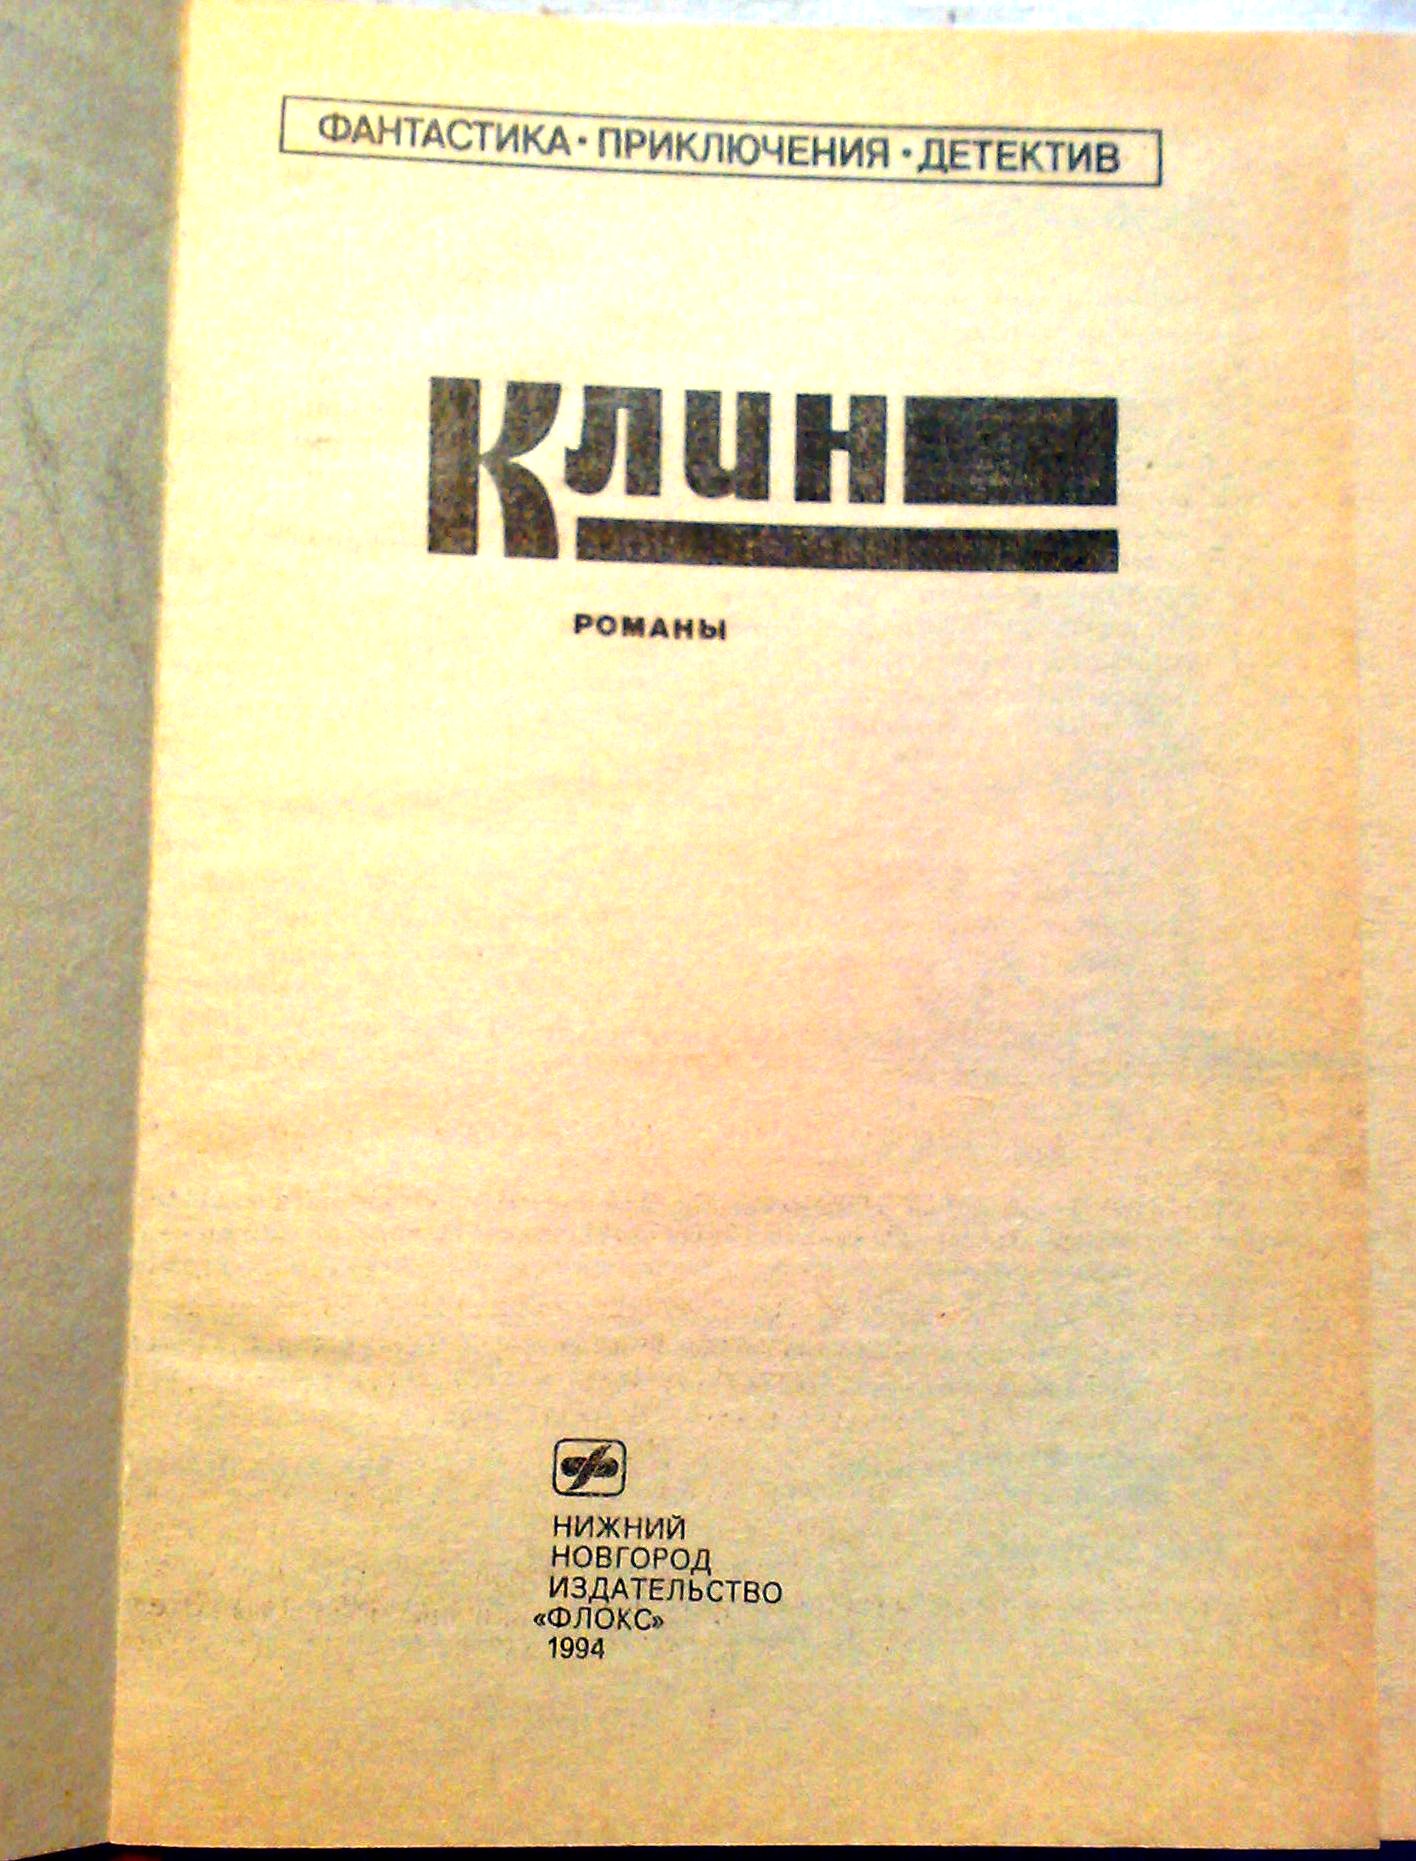 ФАНТАСТИКА · ПРИКЛЮЧЕНИЯ · ДЕТЕКТИВ
Клин
РОМАНЫ
НИЖНИЙ
НОВГОРОД
ИЗДАТЕЛЬСТВО
«ФЛОКС»
1994